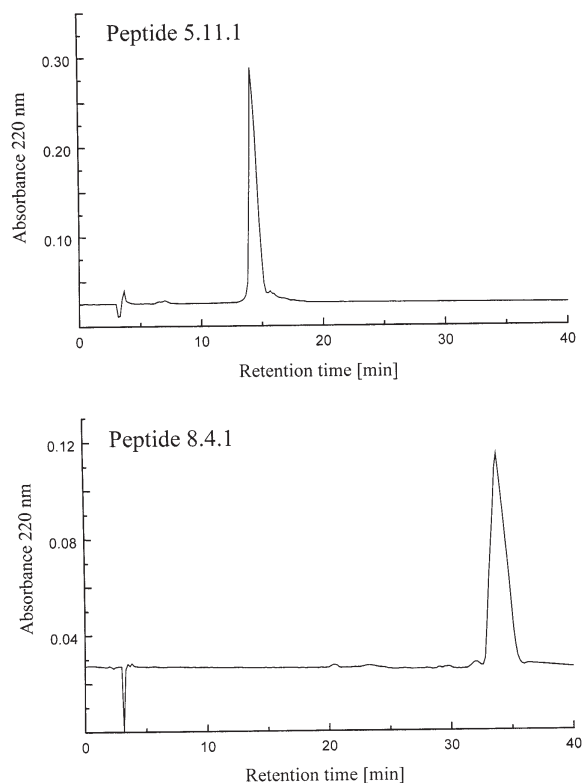 Peptide 5.11.1
0.30
0.20
0.10
Absorbance 220 nm
0 10 20 30 40
Retention time [min]
Peptide 8.4.1
0.12
0.08
0.04
Absorbance 220 nm
0 10 20 30 40
Retention time [min]